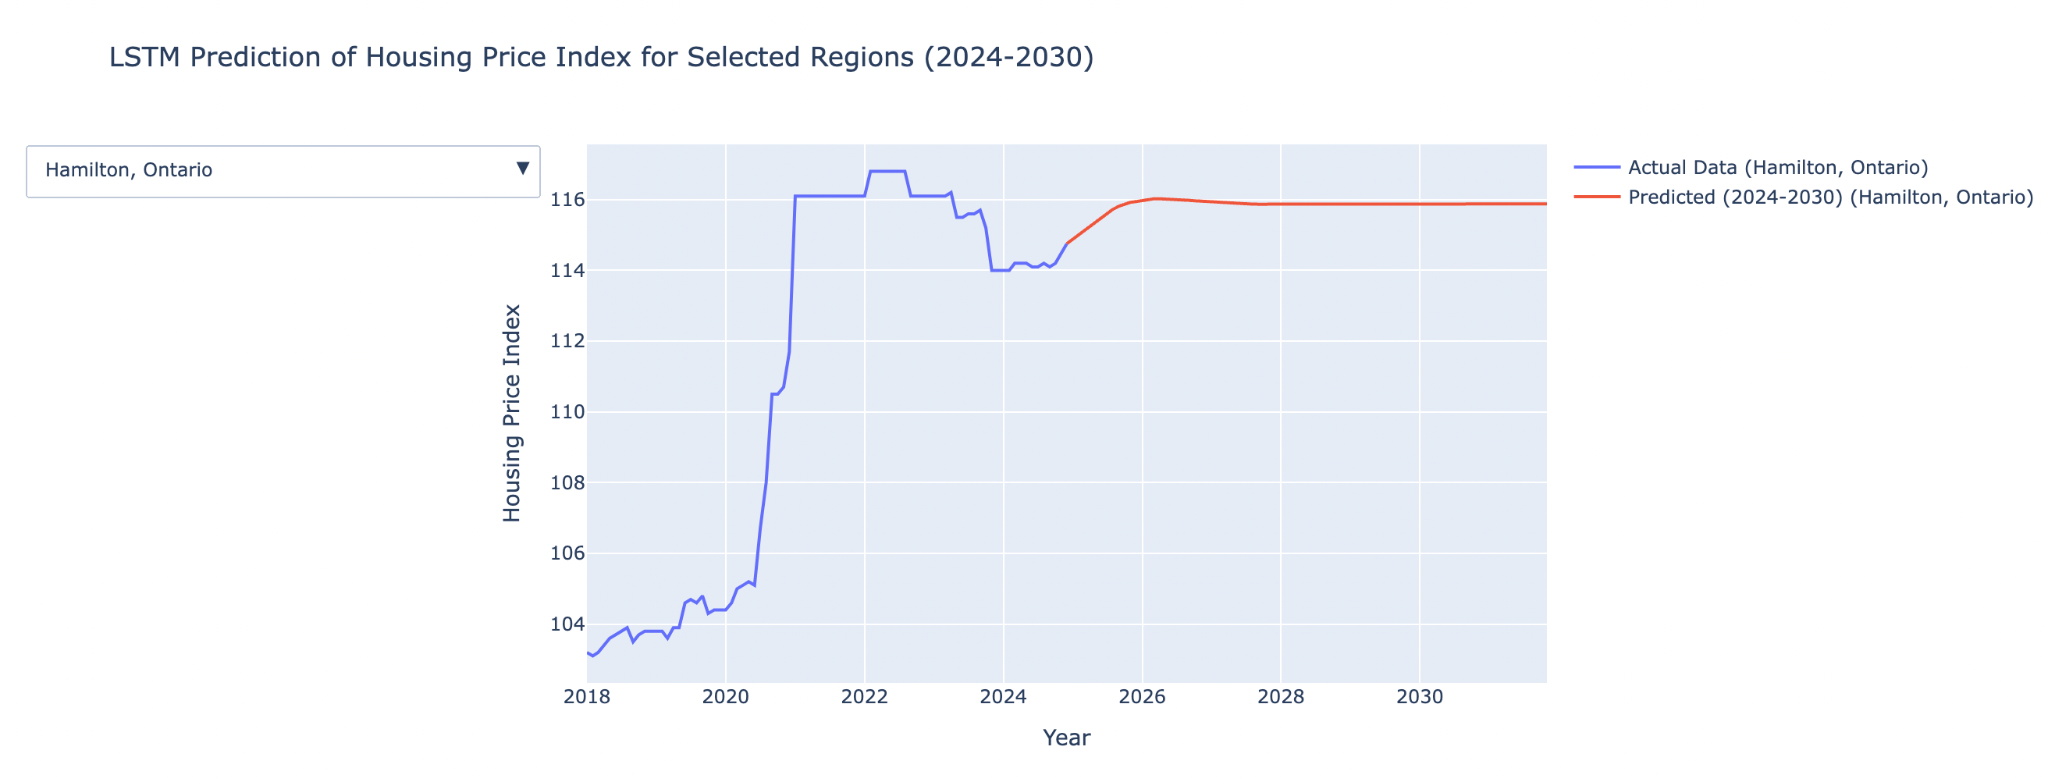 LSTM Prediction of Housing Price Index for Selected Regions (2024-2030)
Hamilton, Ontario
▼
Actual Data (Hamilton, Ontario)
Predicted (2024-2030) (Hamilton, Ontario)
Housing Price Index
116
114
112
110
108
106
104
2018 2020 2022 2024 2026 2028 2030
Year